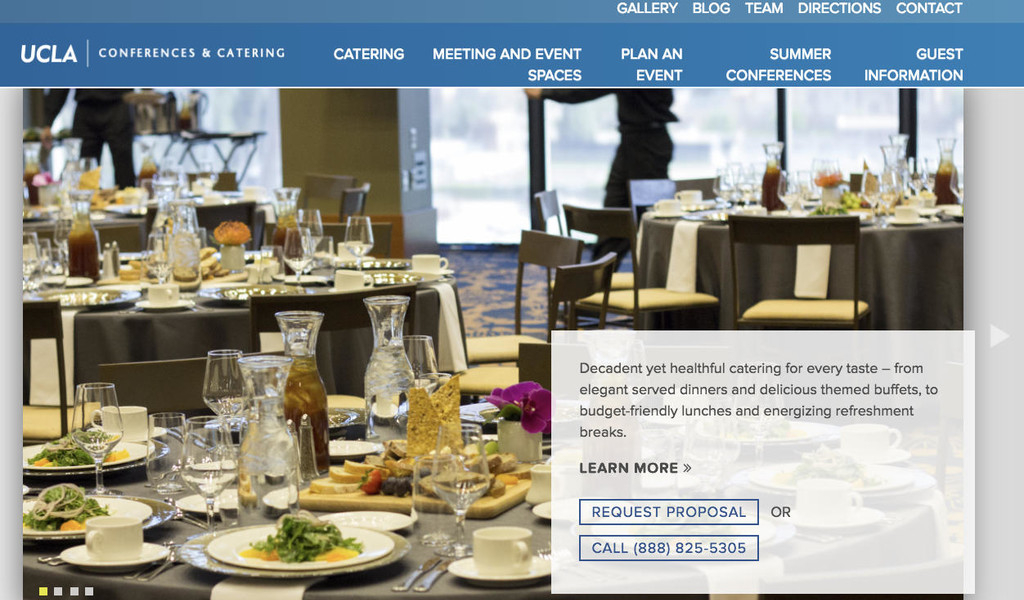 GALLERY BLOG TEAM DIRECTIONS CONTACT
UCLA CONFERENCES & CATERING
CATERING
MEETING AND EVENT
SPACES
PLAN AN
EVENT
SUMMER
CONFERENCES
GUEST
INFORMATION
Decadent yet healthful catering for every taste – from
elegant served dinners and delicious themed buffets, to
budget-friendly lunches and energizing refreshment
breaks.
LEARN MORE »
REQUEST PROPOSAL OR
CALL (888) 825-5305